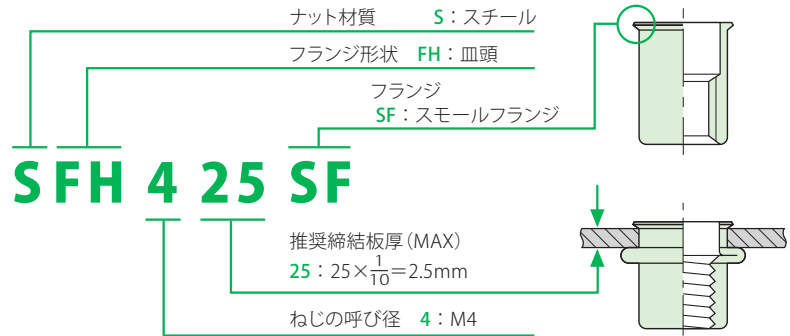 ナット材質 S：スチール
フランジ形状 FH：皿頭
フランジ
SF：スモールフランジ
SFH 4 25 SF
推奨締結板厚（MAX）
25：25×1/10＝2.5mm
ねじの呼び径 4：M4